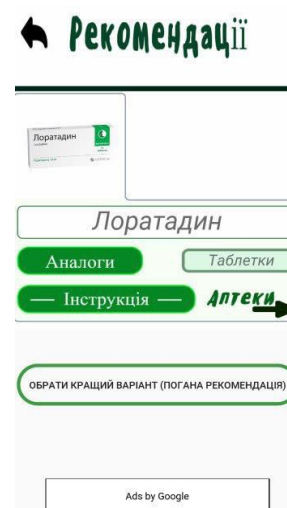 Рекомендації
Лоратадин
Лоратадин
Аналоги
Таблетки
— Інструкція —
Аптеки
ОБРАТИ КРАЩИЙ ВАРІАНТ (ПОГАНА РЕКОМЕНДАЦІЯ)
Ads by Google